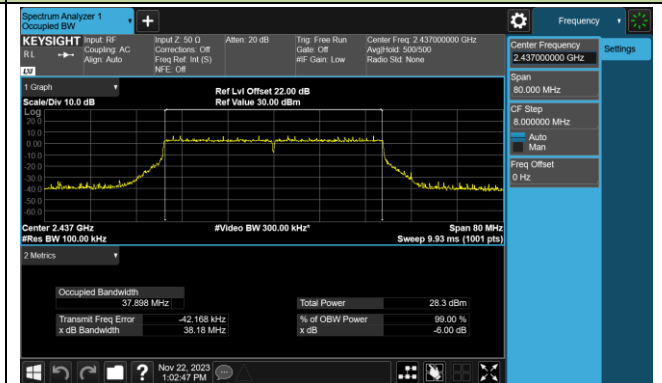 Spectrum Analyzer 1
Occupied BW
Frequency
KEYSIGHT
RL
Input: RF
Coupling: AC
Align: Auto
Input Z: 50 Ω
Corrections: Off
Freq Ref: Int (S)
NFE: Off
Atten: 20 dB
Trig: Free Run
Gate: Off
#IF Gain: Low
Center Freq: 2.437000000 GHz
Avg|Hold: 500/500
Radio Std: None
Center Frequency
2.437000000 GHz
Settings
Span
80.000 MHz
CF Step
8.000000 MHz
Auto
Man
Freq Offset
0 Hz
1 Graph
Scale/Div 10.0 dB
Ref Lvl Offset 22.00 dB
Ref Value 30.00 dBm
Log
20.0
10.0
0.00
-10.0
-20.0
-30.0
-40.0
-50.0
-60.0
Center 2.437 GHz
#Res BW 100.00 kHz
#Video BW 300.00 kHz*
Span 80 MHz
Sweep 9.93 ms (1001 pts)
2 Metrics
Occupied Bandwidth
37.898 MHz
Total Power 28.3 dBm
Transmit Freq Error -42.168 kHz
% of OBW Power 99.00 %
x dB Bandwidth 38.18 MHz
x dB -6.00 dB
?
Nov 22, 2023
1:02:47 PM